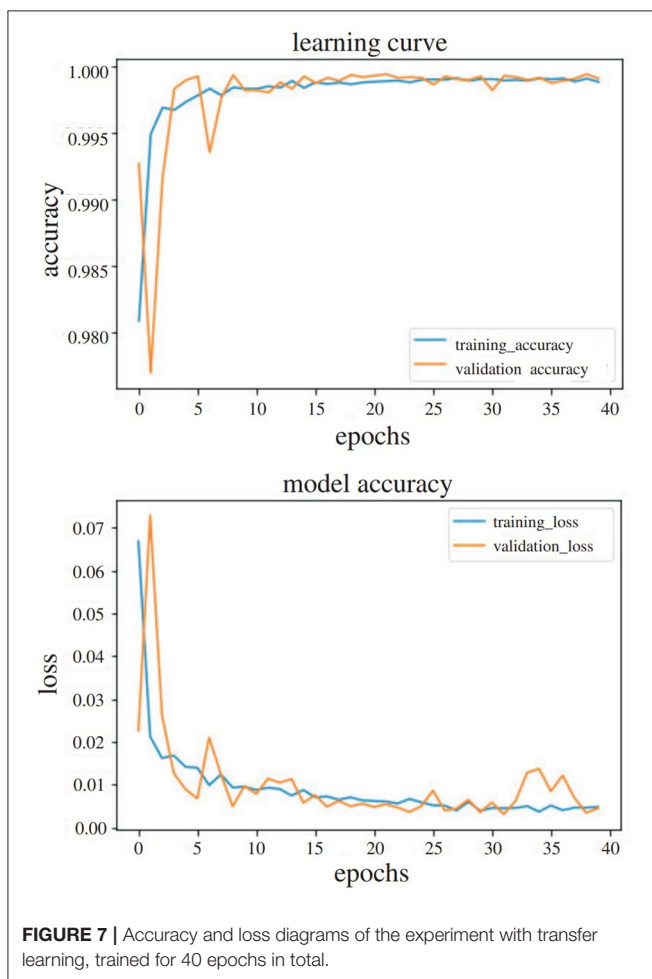 learning curve
1.000
0.995
0.990
0.985
0.980
accuracy
training_accuracy
validation accuracy
0 5 10 15 20 25 30 35 40
epochs
model accuracy
0.07
0.06
0.05
0.04
0.03
0.02
0.01
0.00
loss
training_loss
validation_loss
0 5 10 15 20 25 30 35 40
epochs
FIGURE 7 | Accuracy and loss diagrams of the experiment with transfer
learning, trained for 40 epochs in total.